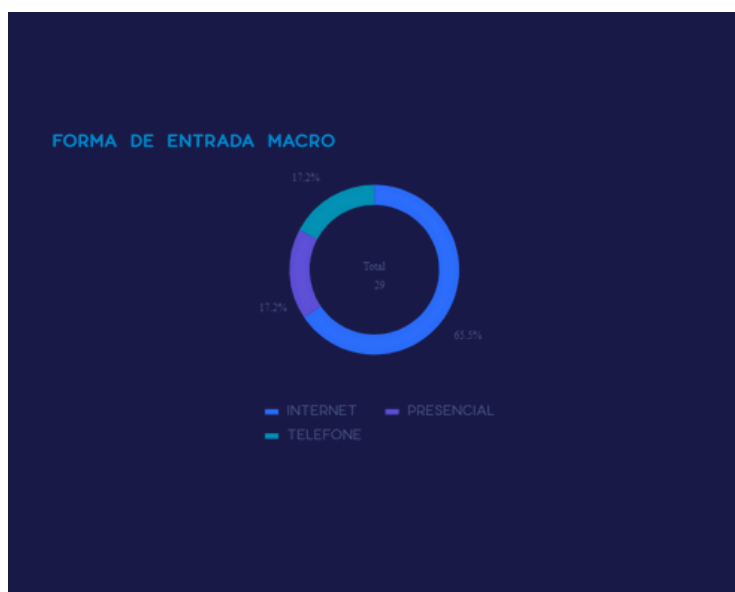 FORMA DE ENTRADA MACRO
17.2%
Total
29
17.2%
65.5%
INTERNET PRESENCIAL
TELEFONE